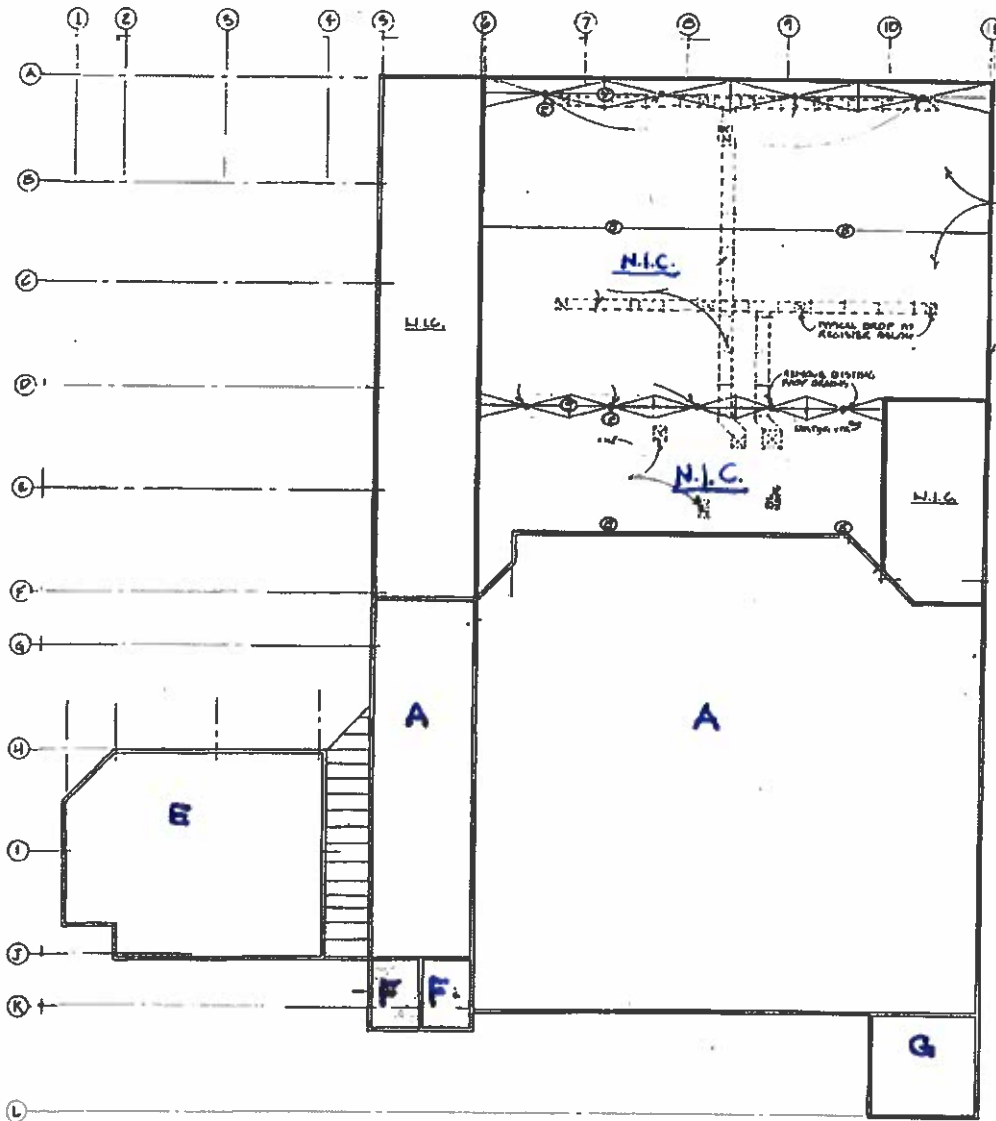 1 2 3 4 5 6 7 8 9 10 11
A
B
C
D
E
F
G
H
I
J
K
L
N.I.C.
N.I.C.
TYPICAL DROP AT
REGISTER BELOW
REMOVE EXISTING
ROOF DRAINS
N.I.C.
N.I.C.
A
A
E
F
F
G